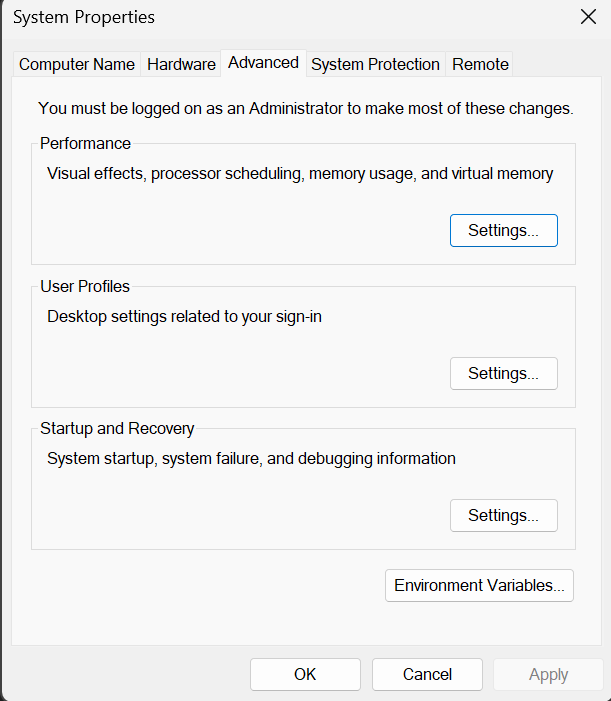 System Properties
Computer Name Hardware Advanced System Protection Remote
You must be logged on as an Administrator to make most of these changes.
Performance
Visual effects, processor scheduling, memory usage, and virtual memory
Settings...
User Profiles
Desktop settings related to your sign-in
Settings...
Startup and Recovery
System startup, system failure, and debugging information
Settings...
Environment Variables...
OK Cancel Apply